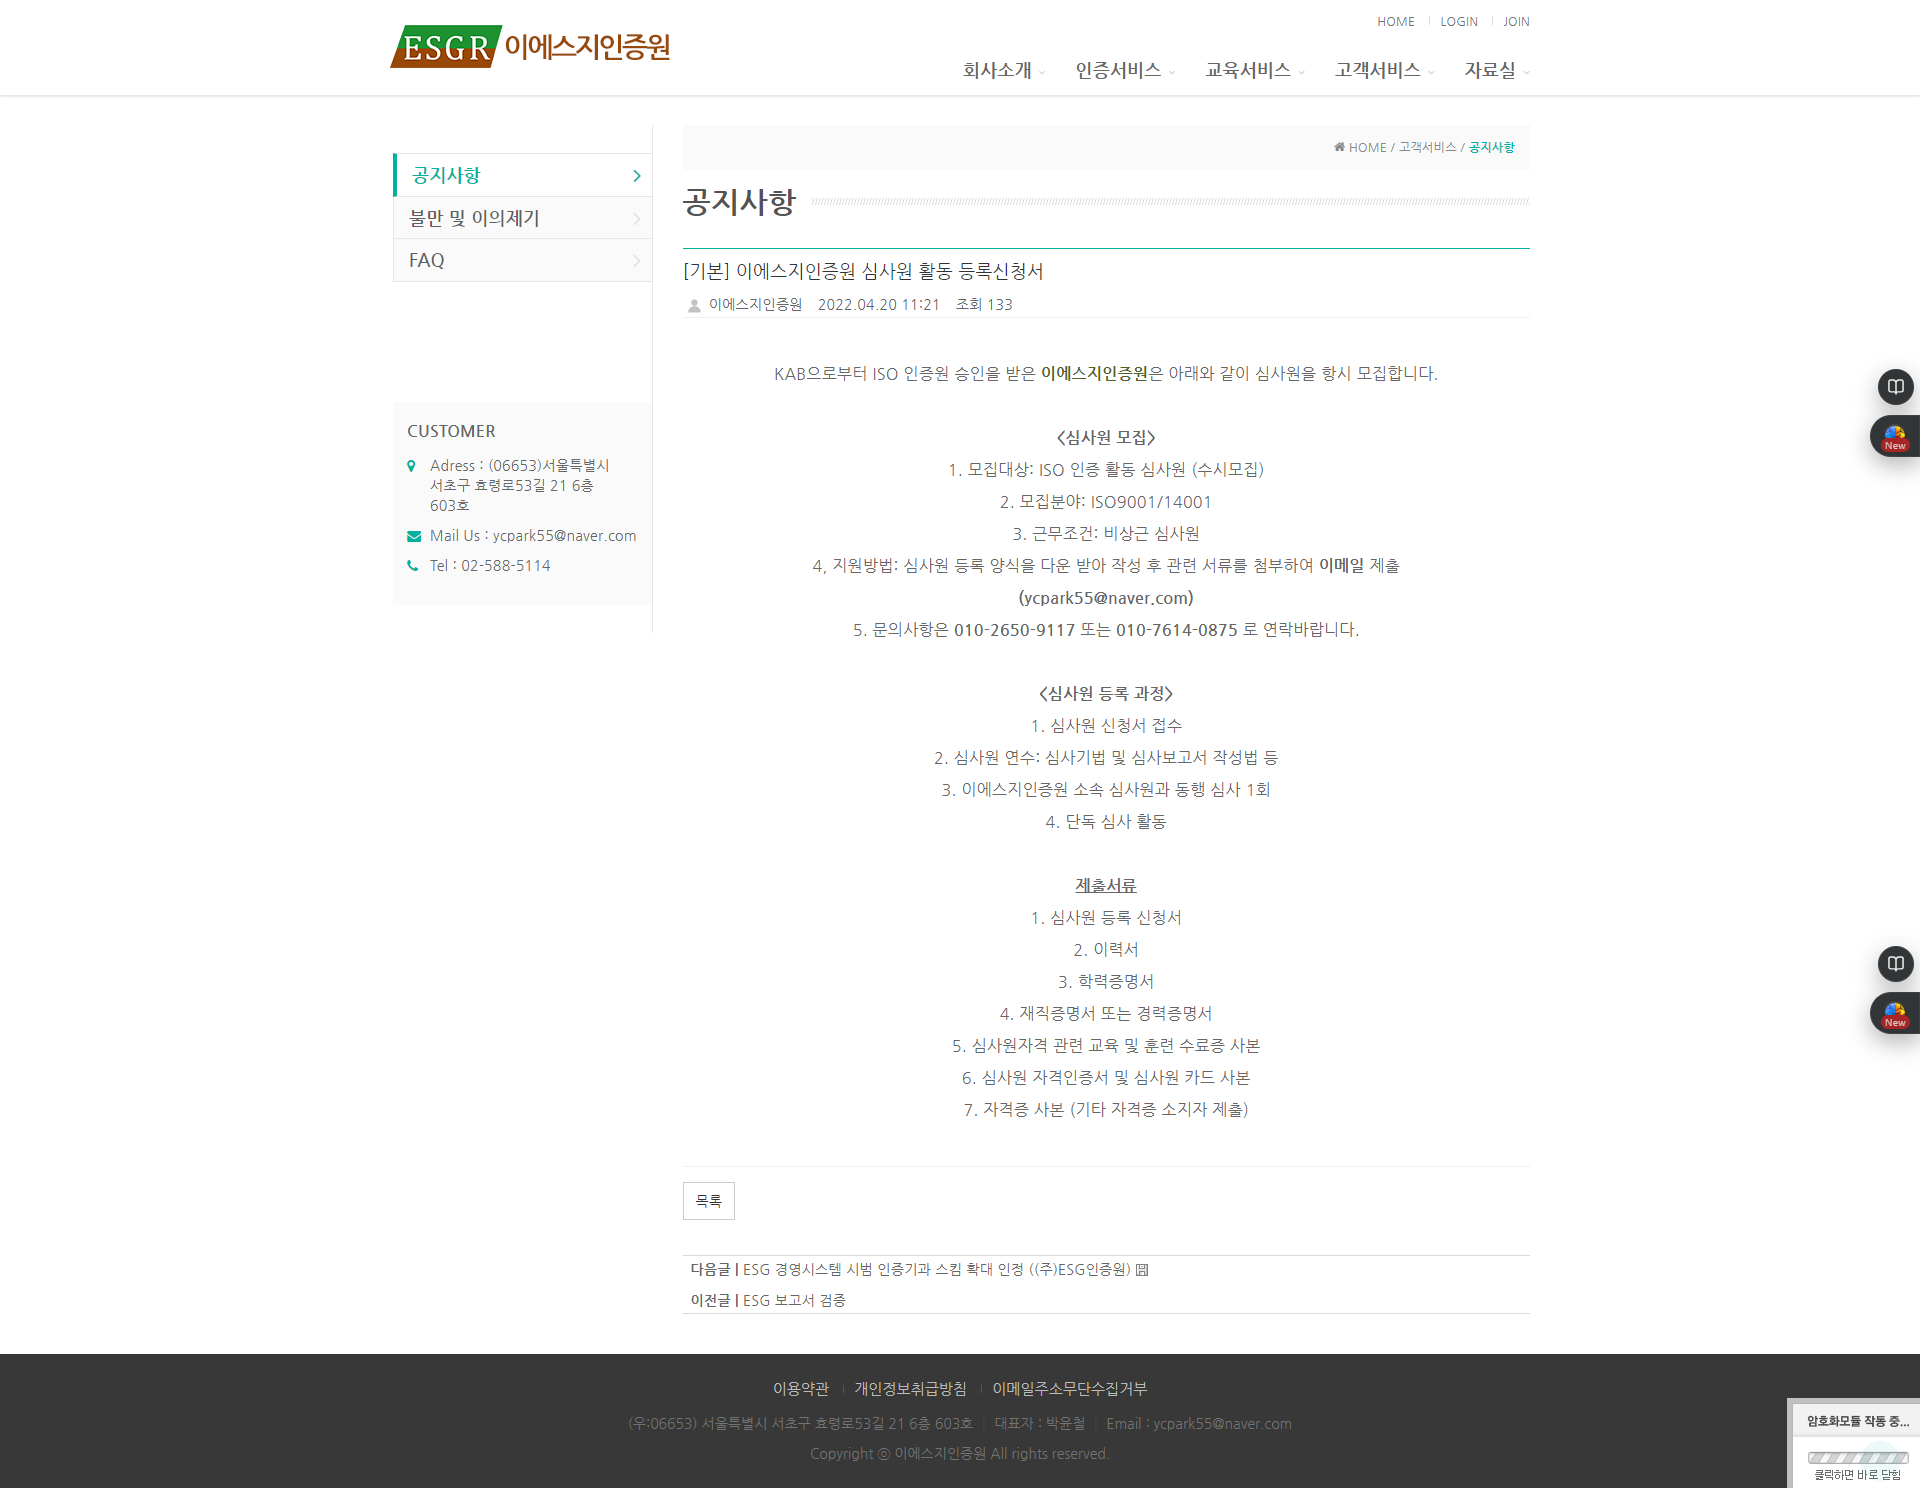 HOME LOGIN JOIN
ESGR 이에스지인증원
회사소개 인증서비스 교육서비스 고객서비스 자료실
공지사항
불만 및 이의제기
FAQ
CUSTOMER
Adress : (06653)서울특별시
서초구 효령로53길 21 6층
603호
Mail Us : ycpark55@naver.com
Tel : 02-588-5114
HOME / 고객서비스 / 공지사항
공지사항
[기본] 이에스지인증원 심사원 활동 등록신청서
이에스지인증원 2022.04.20 11:21 조회 133
KAB으로부터 ISO 인증원 승인을 받은 이에스지인증원은 아래와 같이 심사원을 항시 모집합니다.
<심사원 모집>
1. 모집대상: ISO 인증 활동 심사원 (수시모집)
2. 모집분야: ISO9001/14001
3. 근무조건: 비상근 심사원
4, 지원방법: 심사원 등록 양식을 다운 받아 작성 후 관련 서류를 첨부하여 이메일 제출
(ycpark55@naver.com)
5. 문의사항은 010-2650-9117 또는 010-7614-0875 로 연락바랍니다.
<심사원 등록 과정>
1. 심사원 신청서 접수
2. 심사원 연수: 심사기법 및 심사보고서 작성법 등
3. 이에스지인증원 소속 심사원과 동행 심사 1회
4. 단독 심사 활동
제출서류
1. 심사원 등록 신청서
2. 이력서
3. 학력증명서
4. 재직증명서 또는 경력증명서
5. 심사원자격 관련 교육 및 훈련 수료증 사본
6. 심사원 자격인증서 및 심사원 카드 사본
7. 자격증 사본 (기타 자격증 소지자 제출)
목록
다음글 | ESG 경영시스템 시범 인증기과 스킴 확대 인정 ((주)ESG인증원)
이전글 | ESG 보고서 검증
New
New
이용약관 개인정보취급방침 이메일주소무단수집거부
(우:06653) 서울특별시 서초구 효령로53길 21 6층 603호 | 대표자 : 박윤철 | Email : ycpark55@naver.com
Copyright ⓒ 이에스지인증원 All rights reserved.
암호화모듈 작동 중...
클릭하면 바로 닫힘